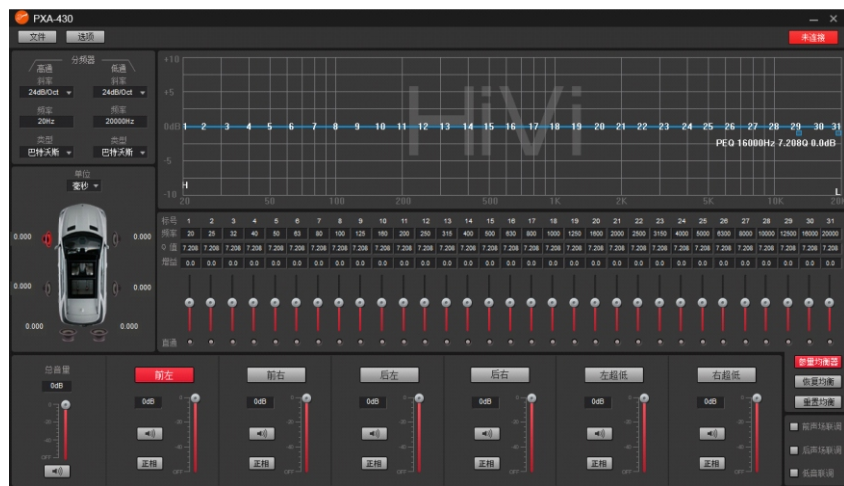 PXA-430
文件 选项 未连接
分频器
高通 低通
斜率 斜率
24dB/Oct 24dB/Oct
频率 频率
20Hz 20000Hz
类型 类型
巴特沃斯 巴特沃斯
+10
+5
0dB
-5
-10
HiVi
1 2 3 4 5 6 7 8 9 10 11 12 13 14 15 16 17 18 19 20 21 22 23 24 25 26 27 28 29 30 31
PEQ 16000Hz 7.208Q 0.0dB
H L
20 50 100 200 500 1K 2K 5K 10K 20
单位
毫秒
0.000 0.000
0.000 0.000
0.000 0.000
标号 1 2 3 4 5 6 7 8 9 10 11 12 13 14 15 16 17 18 19 20 21 22 23 24 25 26 27 28 29 30 31
频率 20 25 32 40 50 63 80 100 125 160 200 250 315 400 500 630 800 1000 1250 1600 2000 2500 3150 4000 5000 6300 8000 10000 12500 16000 20000
Q 值 7.208 7.208 7.208 7.208 7.208 7.208 7.208 7.208 7.208 7.208 7.208 7.208 7.208 7.208 7.208 7.208 7.208 7.208 7.208 7.208 7.208 7.208 7.208 7.208 7.208 7.208 7.208 7.208 7.208 7.208 7.208
增益 0.0 0.0 0.0 0.0 0.0 0.0 0.0 0.0 0.0 0.0 0.0 0.0 0.0 0.0 0.0 0.0 0.0 0.0 0.0 0.0 0.0 0.0 0.0 0.0 0.0 0.0 0.0 0.0 0.0 0.0 0.0
直通
总音量 前左 前右 后左 后右 左超低 右超低
0dB 0dB 0dB 0dB 0dB 0dB 0dB
正相 正相 正相 正相 正相 正相
恢复均衡
重置均衡
前声场联调
后声场联调
低音联调